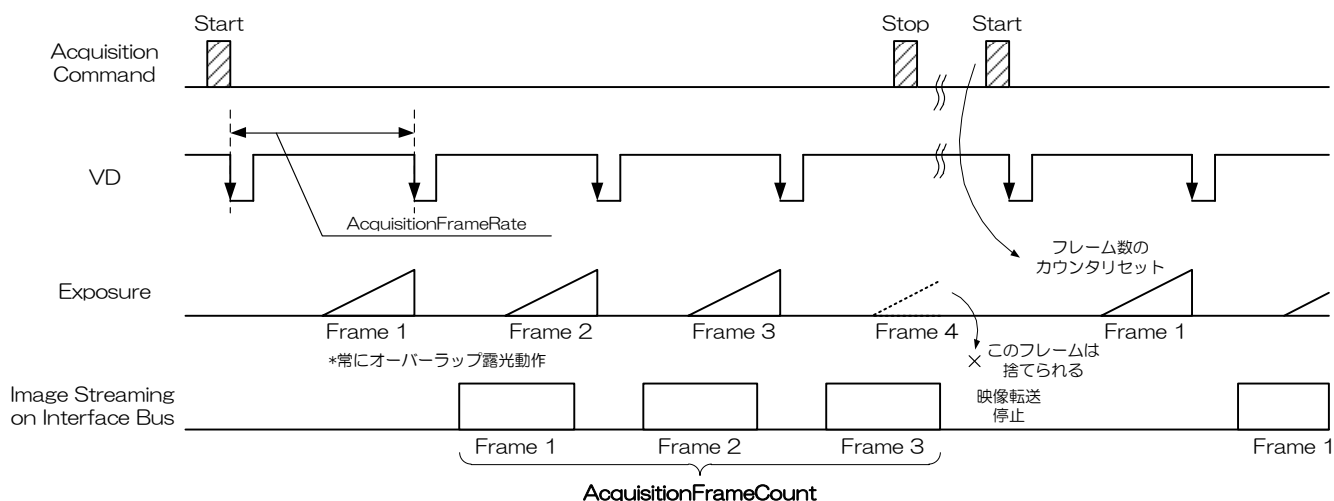 Start
Stop
Start
Acquisition
Command
VD
AcquisitionFrameRate
フレーム数の
カウンタリセット
Exposure
Frame 1
Frame 2
Frame 3
Frame 4
Frame 1
*常にオーバーラップ露光動作
× このフレームは
捨てられる
Image Streaming
on Interface Bus
映像転送
停止
Frame 1
Frame 2
Frame 3
Frame 1
AcquisitionFrameCount